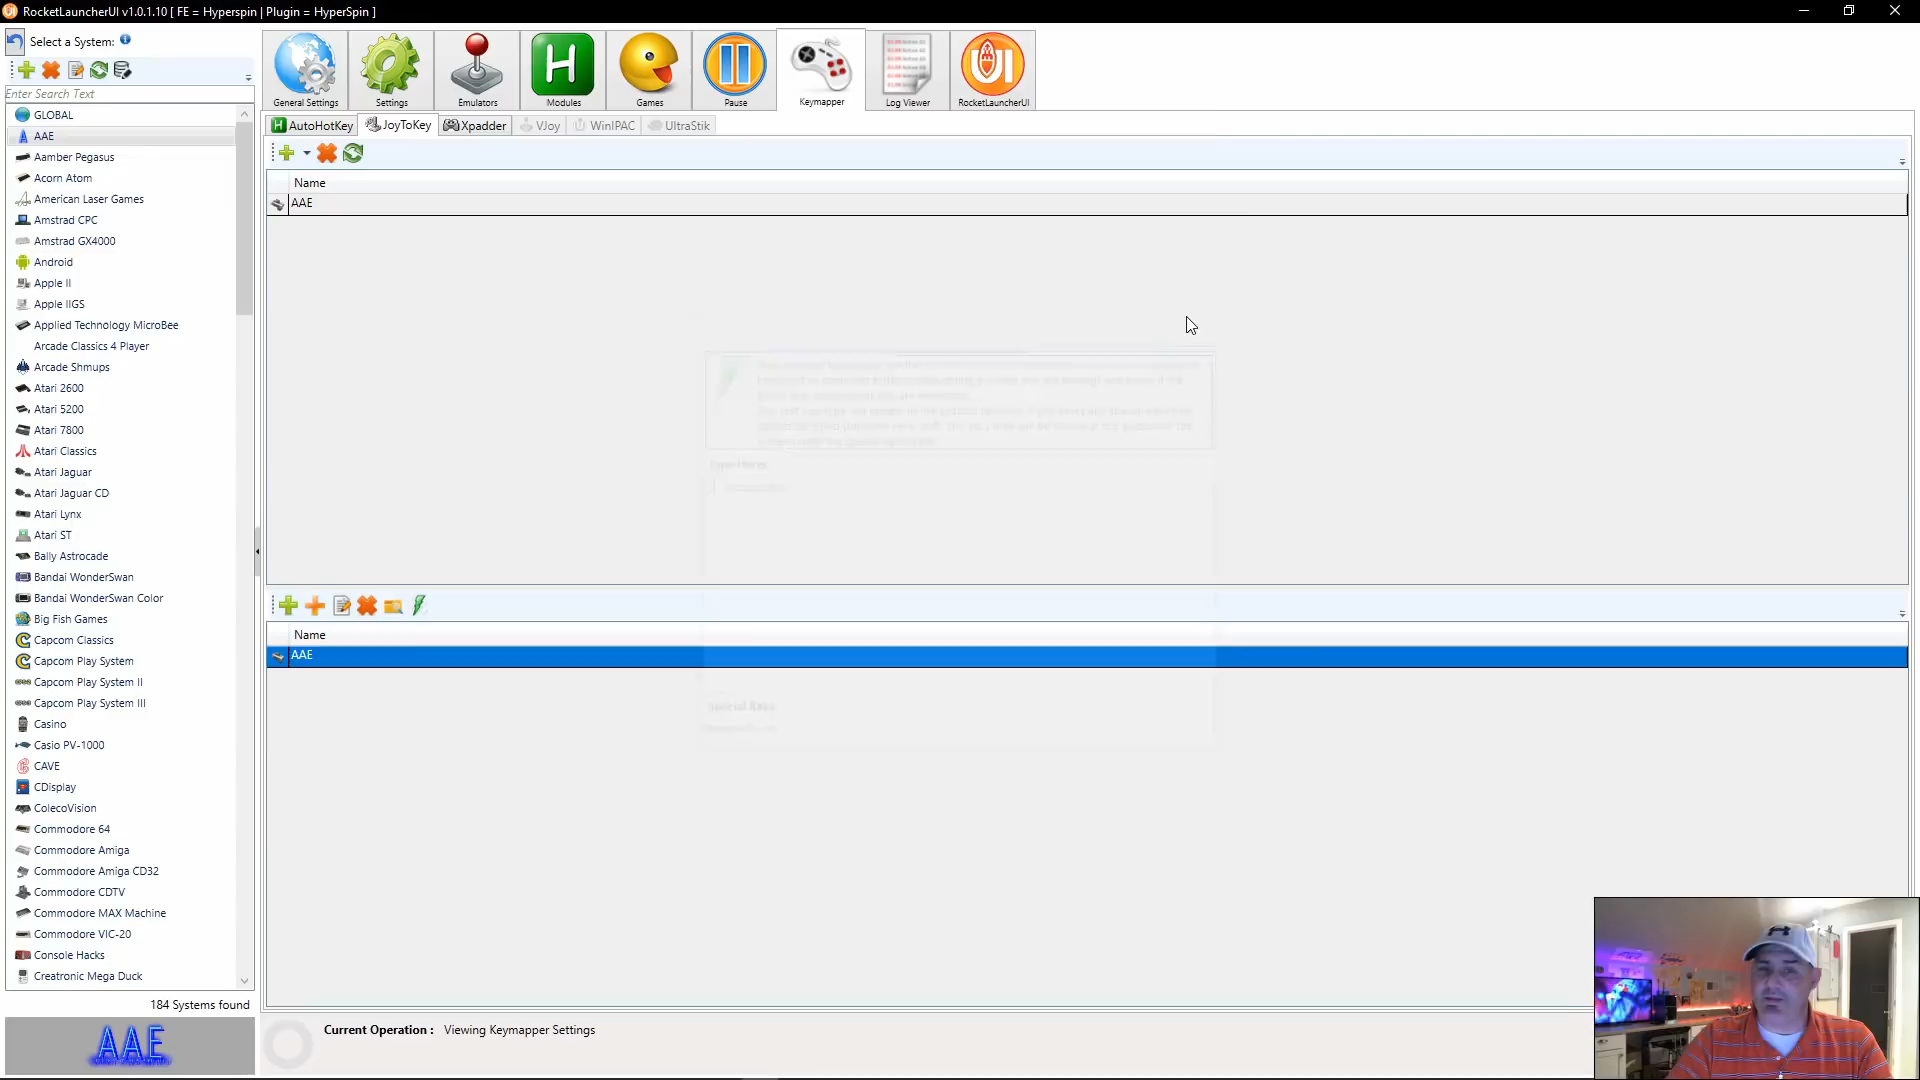 RocketLauncherUI v1.0.1.10 [ FE = Hyperspin | Plugin = HyperSpin ]
Select a System:
Enter Search Text
GLOBAL
AAE
Aamber Pegasus
Acorn Atom
American Laser Games
Amstrad CPC
Amstrad GX4000
Android
Apple II
Apple IIGS
Applied Technology MicroBee
Arcade Classics 4 Player
Arcade Shmups
Atari 2600
Atari 5200
Atari 7800
Atari Classics
Atari Jaguar
Atari Jaguar CD
Atari Lynx
Atari ST
Bally Astrocade
Bandai WonderSwan
Bandai WonderSwan Color
Big Fish Games
Capcom Classics
Capcom Play System
Capcom Play System II
Capcom Play System III
Casino
Casio PV-1000
CAVE
CDisplay
ColecoVision
Commodore 64
Commodore Amiga
Commodore Amiga CD32
Commodore CDTV
Commodore MAX Machine
Commodore VIC-20
Console Hacks
Creatronic Mega Duck
184 Systems found
AAE
General Settings
Settings
Emulators
H
Modules
Games
Pause
Keymapper
Log Viewer
UI
RocketLauncherUI
H AutoHotKey
JoyToKey
Xpadder
VJoy
WinIPAC
UltraStik
Name
AAE
Name
AAE
Current Operation : Viewing Keymapper Settings